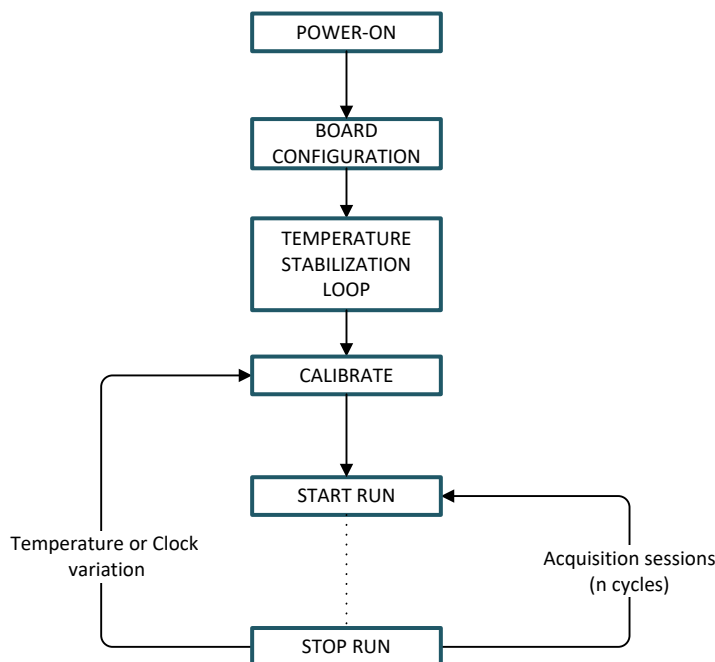 POWER-ON
BOARD
CONFIGURATION
TEMPERATURE
STABILIZATION
LOOP
CALIBRATE
START RUN
Temperature or Clock
variation
Acquisition sessions
(n cycles)
STOP RUN